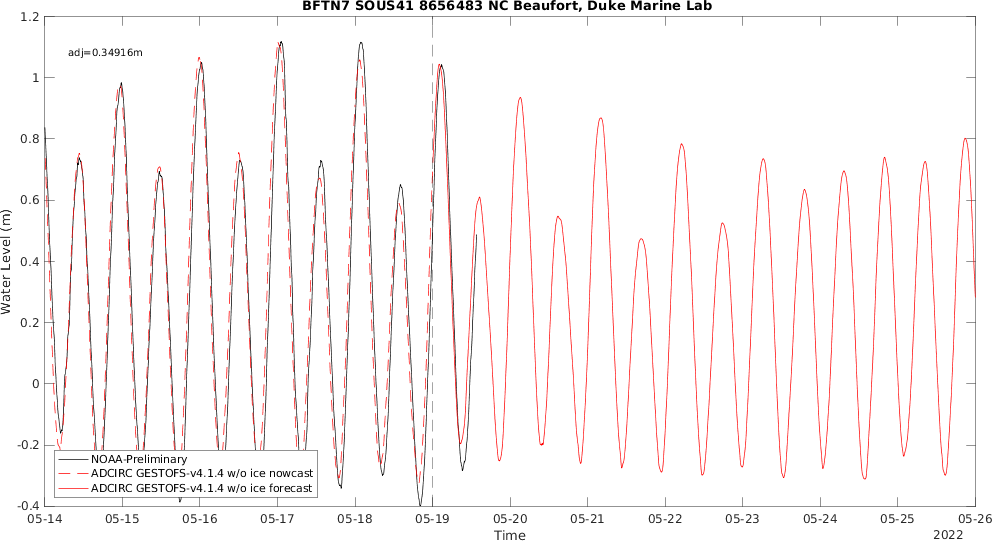 BFTN7 SOUS41 8656483 NC Beaufort, Duke Marine Lab
1.2
adj=0.34916m
1
0.8
0.6
0.4
0.2
0
-0.2
-0.4
Water Level (m)
NOAA-Preliminary
ADCIRC GESTOFS-v4.1.4 w/o ice nowcast
ADCIRC GESTOFS-v4.1.4 w/o ice forecast
05-14 05-15 05-16 05-17 05-18 05-19 05-20 05-21 05-22 05-23 05-24 05-25 05-26
Time
2022